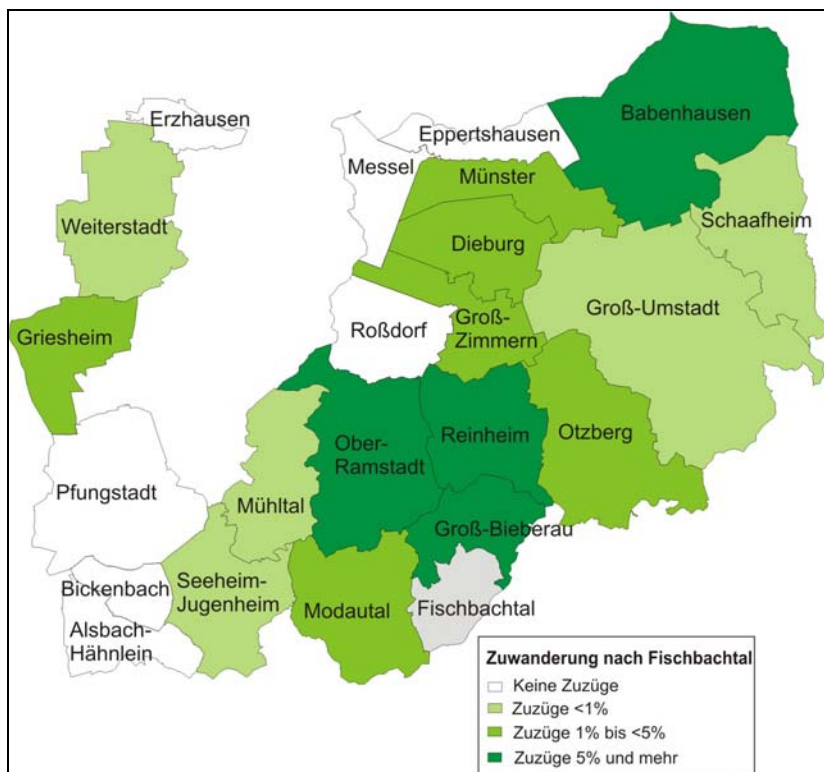 Erzhausen
Eppertshausen
Babenhausen
Messel
Münster
Weiterstadt
Schaafheim
Dieburg
Groß-Umstadt
Griesheim
Roßdorf
Groß-
Zimmern
Ober-
Ramstadt
Reinheim
Otzberg
Pfungstadt
Mühltal
Groß-Bieberau
Bickenbach
Seeheim-
Jugenheim
Modautal
Fischbachtal
Alsbach-
Hähnlein
Zuwanderung nach Fischbachtal
Keine Zuzüge
Zuzüge <1%
Zuzüge 1% bis <5%
Zuzüge 5% und mehr